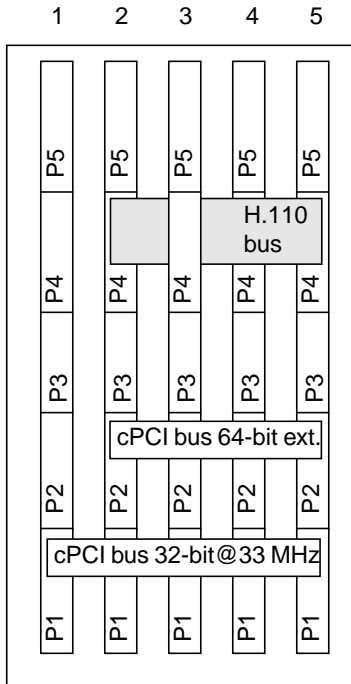 1 2 3 4 5
P5 P5 P5 P5 P5
H.110
bus
P4 P4 P4 P4 P4
P3 P3 P3 P3 P3
cPCI bus 64-bit ext.
P2 P2 P2 P2 P2
cPCI bus 32-bit@33 MHz
P1 P1 P1 P1 P1